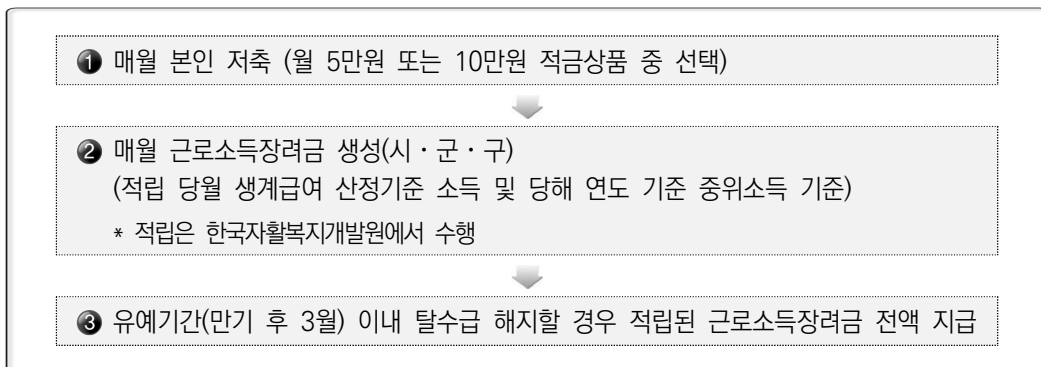 ❶ 매월 본인 저축 (월 5만원 또는 10만원 적금상품 중 선택)
❷ 매월 근로소득장려금 생성(시・군・구)
(적립 당월 생계급여 산정기준 소득 및 당해 연도 기준 중위소득 기준)
* 적립은 한국자활복지개발원에서 수행
❸ 유예기간(만기 후 3월) 이내 탈수급 해지할 경우 적립된 근로소득장려금 전액 지급